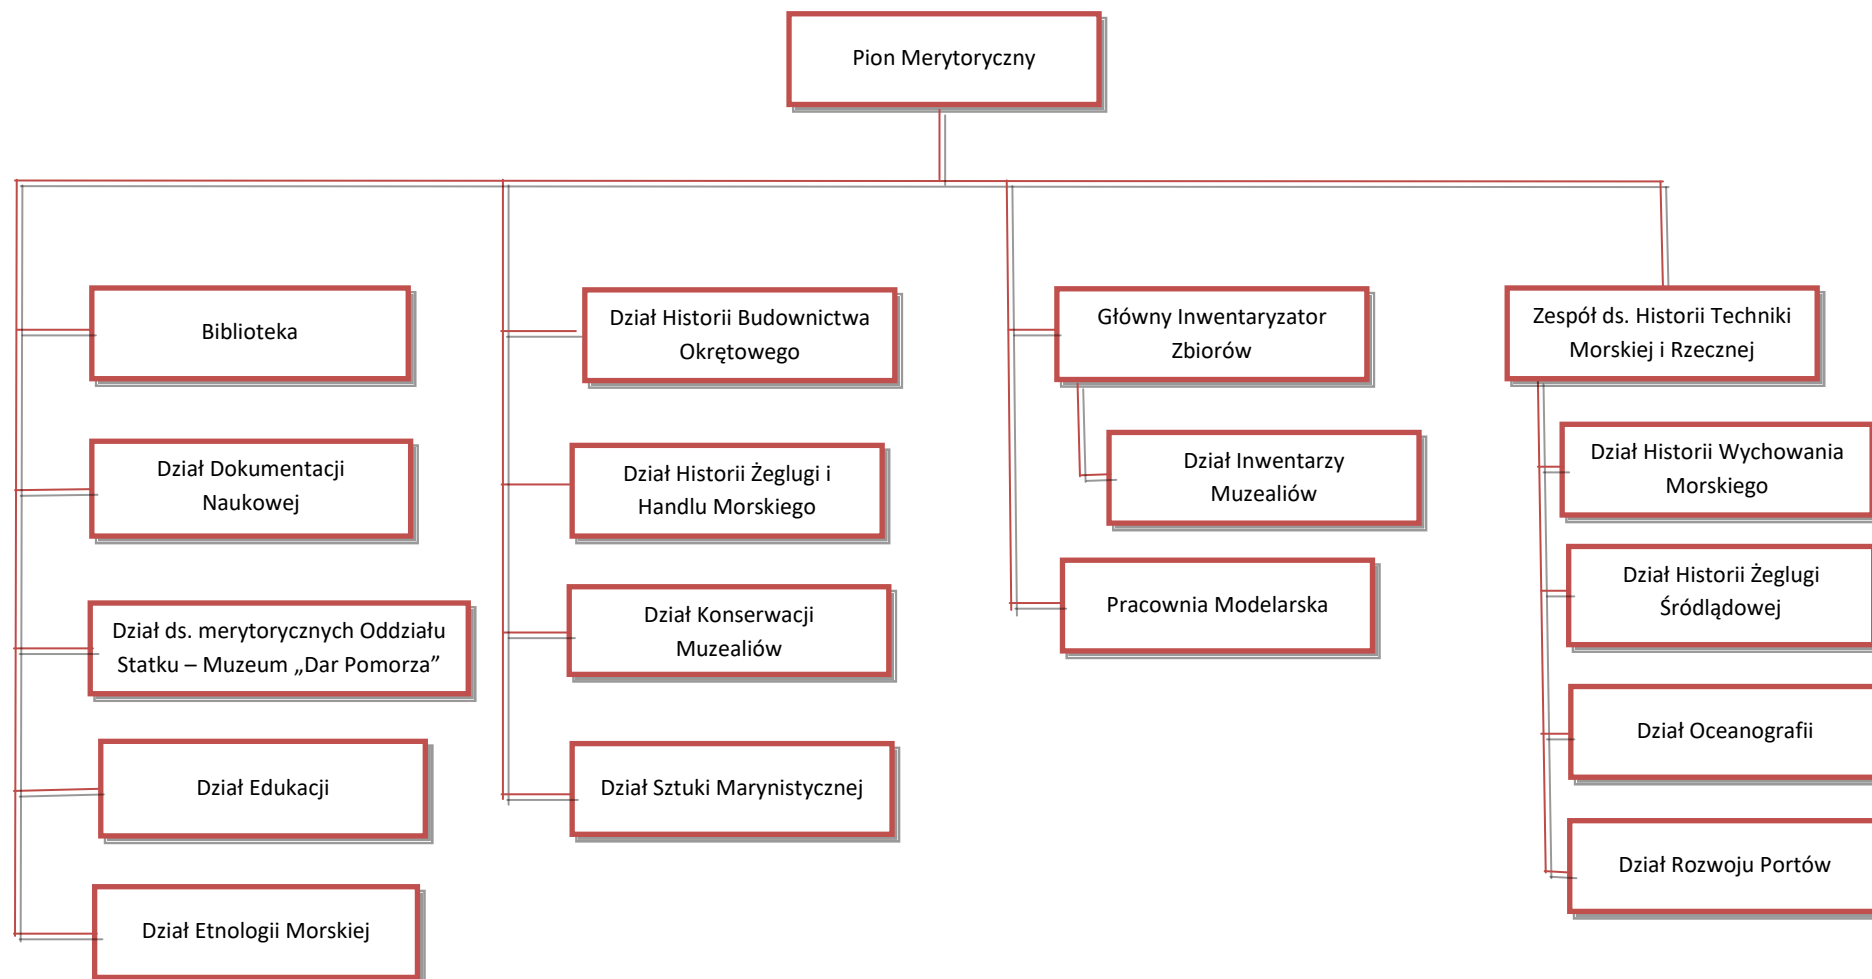 Pion Merytoryczny
Biblioteka
Dział Dokumentacji
Naukowej
Dział ds. merytorycznych Oddziału
Statku – Muzeum „Dar Pomorza”
Dział Edukacji
Dział Etnologii Morskiej
Dział Historii Budownictwa
Okrętowego
Dział Historii Żeglugi i
Handlu Morskiego
Dział Konserwacji
Muzealiów
Dział Sztuki Marynistycznej
Główny Inwentaryzator
Zbiorów
Dział Inwentarzy
Muzealiów
Pracownia Modelarska
Zespół ds. Historii Techniki
Morskiej i Rzecznej
Dział Historii Wychowania
Morskiego
Dział Historii Żeglugi
Śródlądowej
Dział Oceanografii
Dział Rozwoju Portów